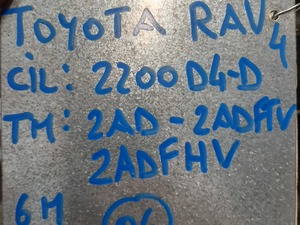 TOYOTA RAV4
CIL: 2200 D4-D
TM: 2AD-2ADFTV
2ADFHV
6M